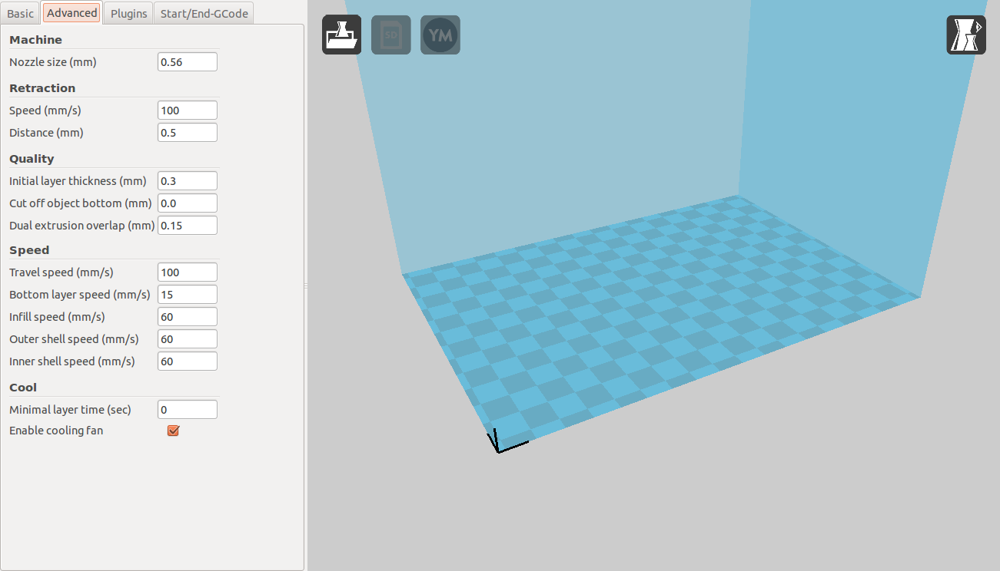 Basic Advanced Plugins Start/End-GCode
Machine
Nozzle size (mm) 0.56
Retraction
Speed (mm/s) 100
Distance (mm) 0.5
Quality
Initial layer thickness (mm) 0.3
Cut off object bottom (mm) 0.0
Dual extrusion overlap (mm) 0.15
Speed
Travel speed (mm/s) 100
Bottom layer speed (mm/s) 15
Infill speed (mm/s) 60
Outer shell speed (mm/s) 60
Inner shell speed (mm/s) 60
Cool
Minimal layer time (sec) 0
Enable cooling fan
SD YM